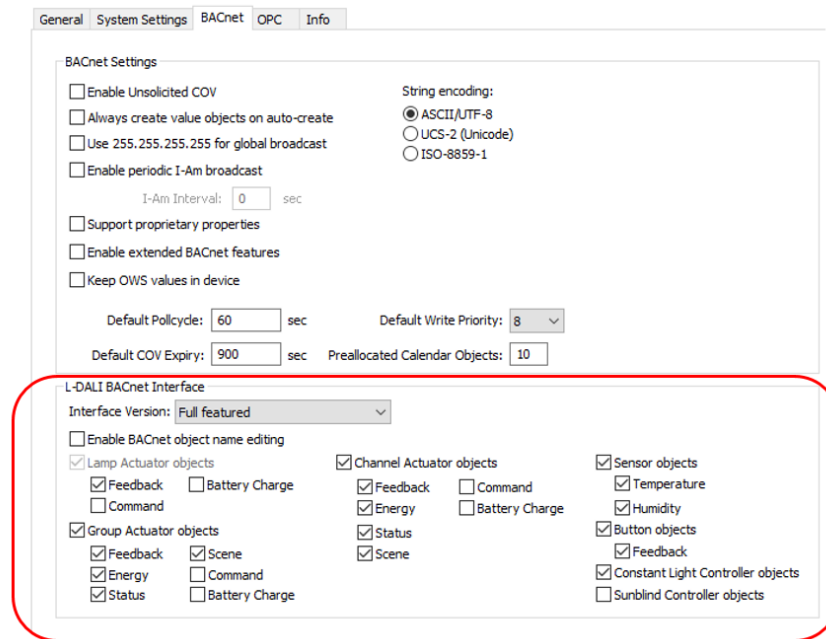 General System Settings BACnet OPC Info
BACnet Settings
Enable Unsolicited COV
Always create value objects on auto-create
Use 255.255.255.255 for global broadcast
Enable periodic I-Am broadcast
I-Am Interval: 0 sec
Support proprietary properties
Enable extended BACnet features
Keep OWS values in device
String encoding:
ASCII/UTF-8
UCS-2 (Unicode)
ISO-8859-1
Default Pollcycle: 60 sec Default Write Priority: 8
Default COV Expiry: 900 sec Preallocated Calendar Objects: 10
L-DALI BACnet Interface
Interface Version: Full featured
Enable BACnet object name editing
Lamp Actuator objects
Feedback Battery Charge
Command
Group Actuator objects
Feedback Scene
Energy Command
Status Battery Charge
Channel Actuator objects
Feedback Command
Energy Battery Charge
Status
Scene
Sensor objects
Temperature
Humidity
Button objects
Feedback
Constant Light Controller objects
Sunblind Controller objects